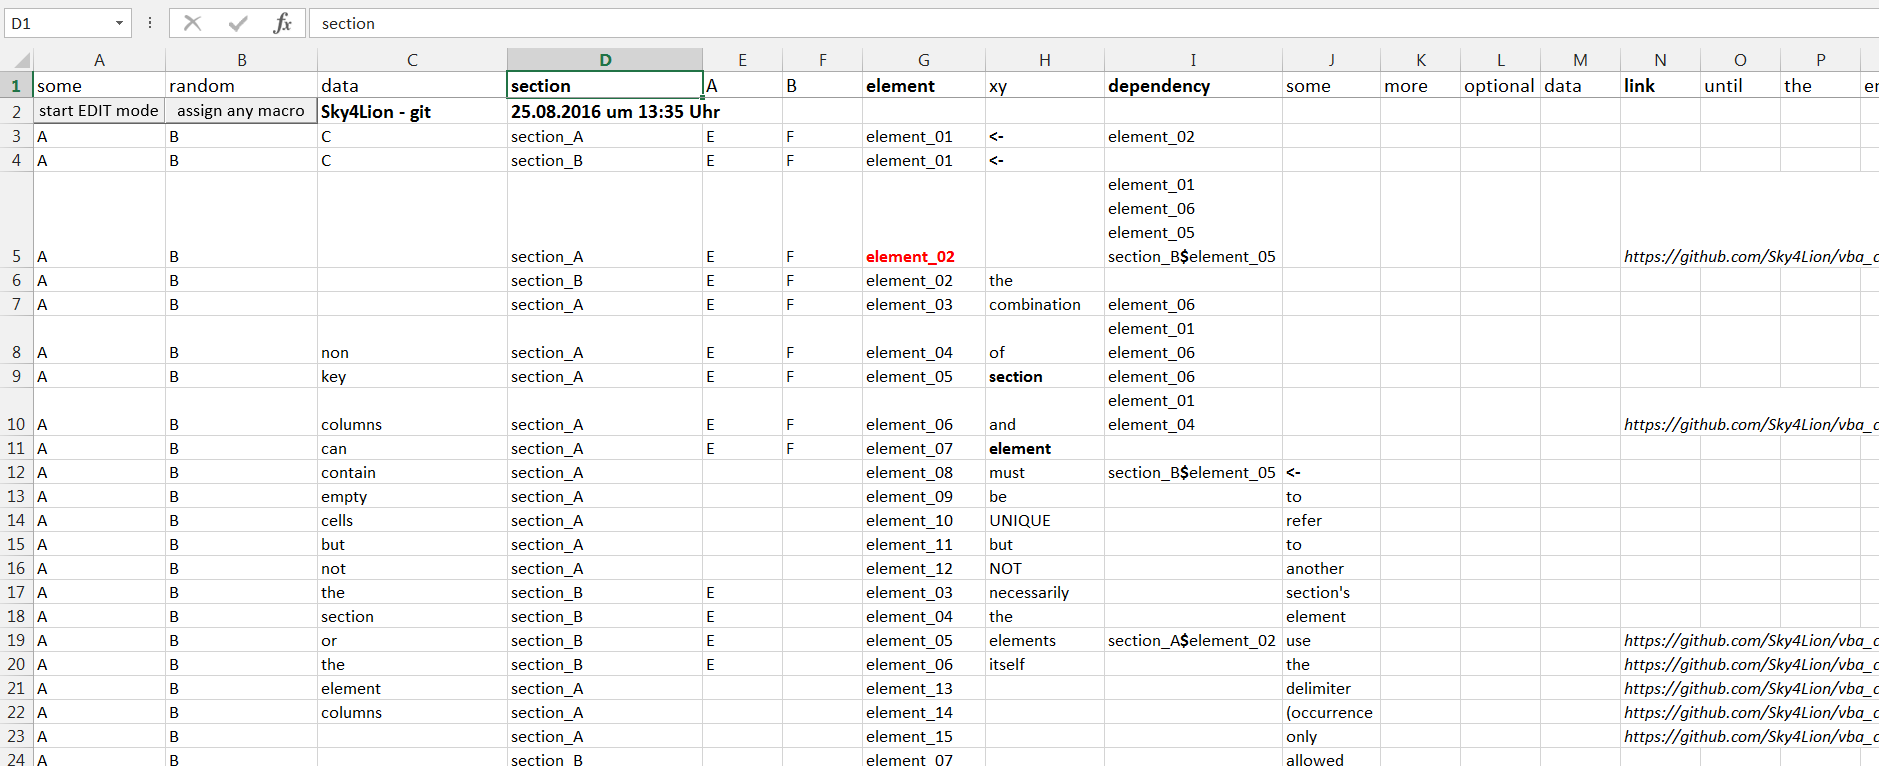 D1 fx section
A B C D E F G H I J K L M N O P
1 some random data section A B element xy dependency some more optional data link until the
2 start EDIT mode assign any macro Sky4Lion - git 25.08.2016 um 13:35 Uhr
3 A B C section_A E F element_01 <- element_02
4 A B C section_B E F element_01 <-
element_01
element_06
element_05
5 A B section_A E F element_02 section_B$element_05 https://github.com/Sky4Lion/vba_c
6 A B section_B E F element_02 the
7 A B section_A E F element_03 combination element_06
element_01
8 A B non section_A E F element_04 of element_06
9 A B key section_A E F element_05 section element_06
element_01
10 A B columns section_A E F element_06 and element_04 https://github.com/Sky4Lion/vba_c
11 A B can section_A E F element_07 element
12 A B contain section_A element_08 must section_B$element_05 <-
13 A B empty section_A element_09 be to
14 A B cells section_A element_10 UNIQUE refer
15 A B but section_A element_11 but to
16 A B not section_A element_12 NOT another
17 A B the section_B E element_03 necessarily section's
18 A B section section_B E element_04 the element
19 A B or section_B E element_05 elements section_A$element_02 use https://github.com/Sky4Lion/vba_c
20 A B the section_B E element_06 itself the https://github.com/Sky4Lion/vba_c
21 A B element section_A element_13 delimiter https://github.com/Sky4Lion/vba_c
22 A B columns section_A element_14 (occurrence https://github.com/Sky4Lion/vba_c
23 A B section_A element_15 only https://github.com/Sky4Lion/vba_c
24 A B section_B element_07 allowed